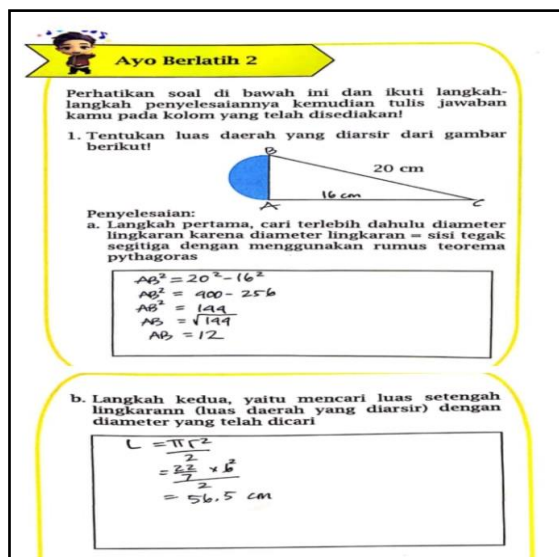 Ayo Berlatih 2
Perhatikan soal di bawah ini dan ikuti langkah-
langkah penyelesaiannya kemudian tulis jawaban
kamu pada kolom yang telah disediakan!
1. Tentukan luas daerah yang diarsir dari gambar
berikut!
B
20 cm
16 cm
A
C
Penyelesaian:
a. Langkah pertama, cari terlebih dahulu diameter
lingkaran karena diameter lingkaran = sisi tegak
segitiga dengan menggunakan rumus teorema
pythagoras
AB² = 20² - 16²
AB² = 400 - 256
AB² = 144
AB = √144
AB = 12
b. Langkah kedua, yaitu mencari luas setengah
lingkarann (luas daerah yang diarsir) dengan
diameter yang telah dicari
L = πr²
2
= 22/7 × 6²
2
= 56.5 cm